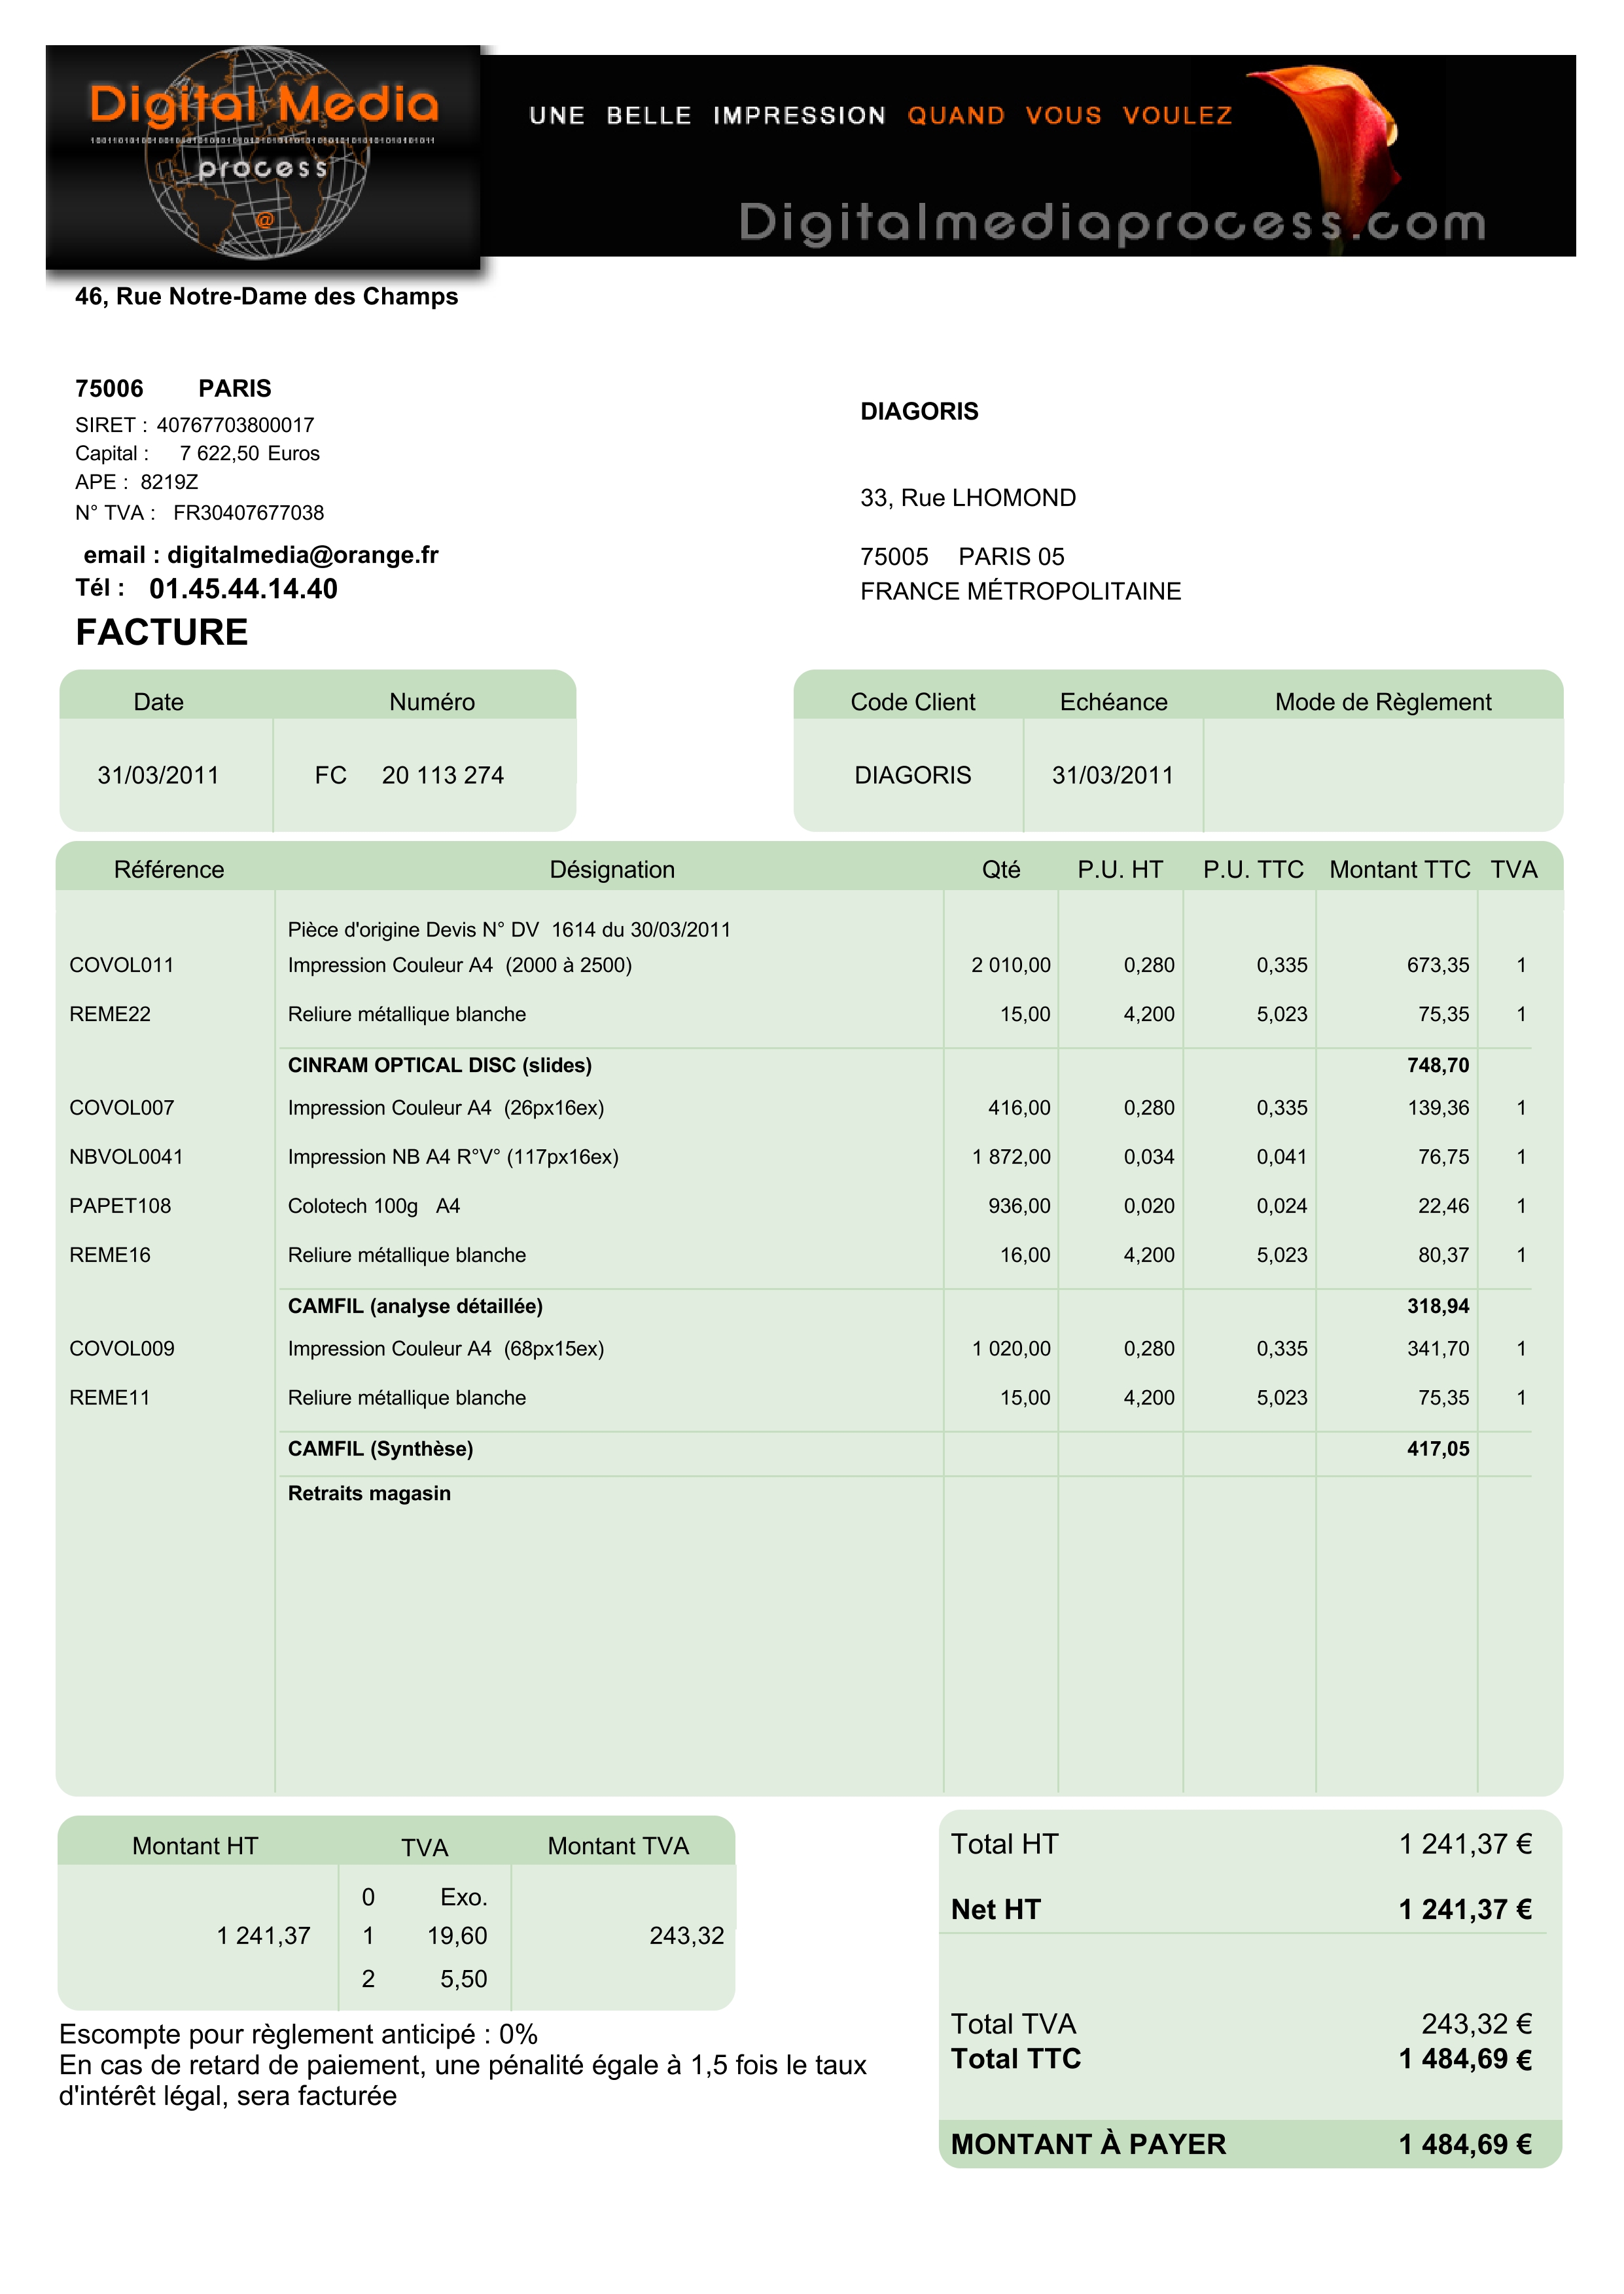 Digital Media
process
@
UNE BELLE IMPRESSION QUAND VOUS VOULEZ
Digitalmediaprocess.com
46, Rue Notre-Dame des Champs
75006 PARIS
SIRET : 40767703800017
Capital : 7 622,50 Euros
APE : 8219Z
N° TVA : FR30407677038
email : digitalmedia@orange.fr
Tél : 01.45.44.14.40
DIAGORIS
33, Rue LHOMOND
75005 PARIS 05
FRANCE MÉTROPOLITAINE
FACTURE
Date Numéro
31/03/2011 FC 20 113 274
Code Client Echéance Mode de Règlement
DIAGORIS 31/03/2011
Référence Désignation Qté P.U. HT P.U. TTC Montant TTC TVA
Pièce d'origine Devis N° DV 1614 du 30/03/2011
COVOL011 Impression Couleur A4 (2000 à 2500) 2 010,00 0,280 0,335 673,35 1
REME22 Reliure métallique blanche 15,00 4,200 5,023 75,35 1
CINRAM OPTICAL DISC (slides) 748,70
COVOL007 Impression Couleur A4 (26px16ex) 416,00 0,280 0,335 139,36 1
NBVOL0041 Impression NB A4 R°V° (117px16ex) 1 872,00 0,034 0,041 76,75 1
PAPET108 Colotech 100g A4 936,00 0,020 0,024 22,46 1
REME16 Reliure métallique blanche 16,00 4,200 5,023 80,37 1
CAMFIL (analyse détaillée) 318,94
COVOL009 Impression Couleur A4 (68px15ex) 1 020,00 0,280 0,335 341,70 1
REME11 Reliure métallique blanche 15,00 4,200 5,023 75,35 1
CAMFIL (Synthèse) 417,05
Retraits magasin
Montant HT TVA Montant TVA
0 Exo.
1 241,37 1 19,60 243,32
2 5,50
Escompte pour règlement anticipé : 0%
En cas de retard de paiement, une pénalité égale à 1,5 fois le taux
d'intérêt légal, sera facturée
Total HT 1 241,37 €
Net HT 1 241,37 €
Total TVA 243,32 €
Total TTC 1 484,69 €
MONTANT À PAYER 1 484,69 €